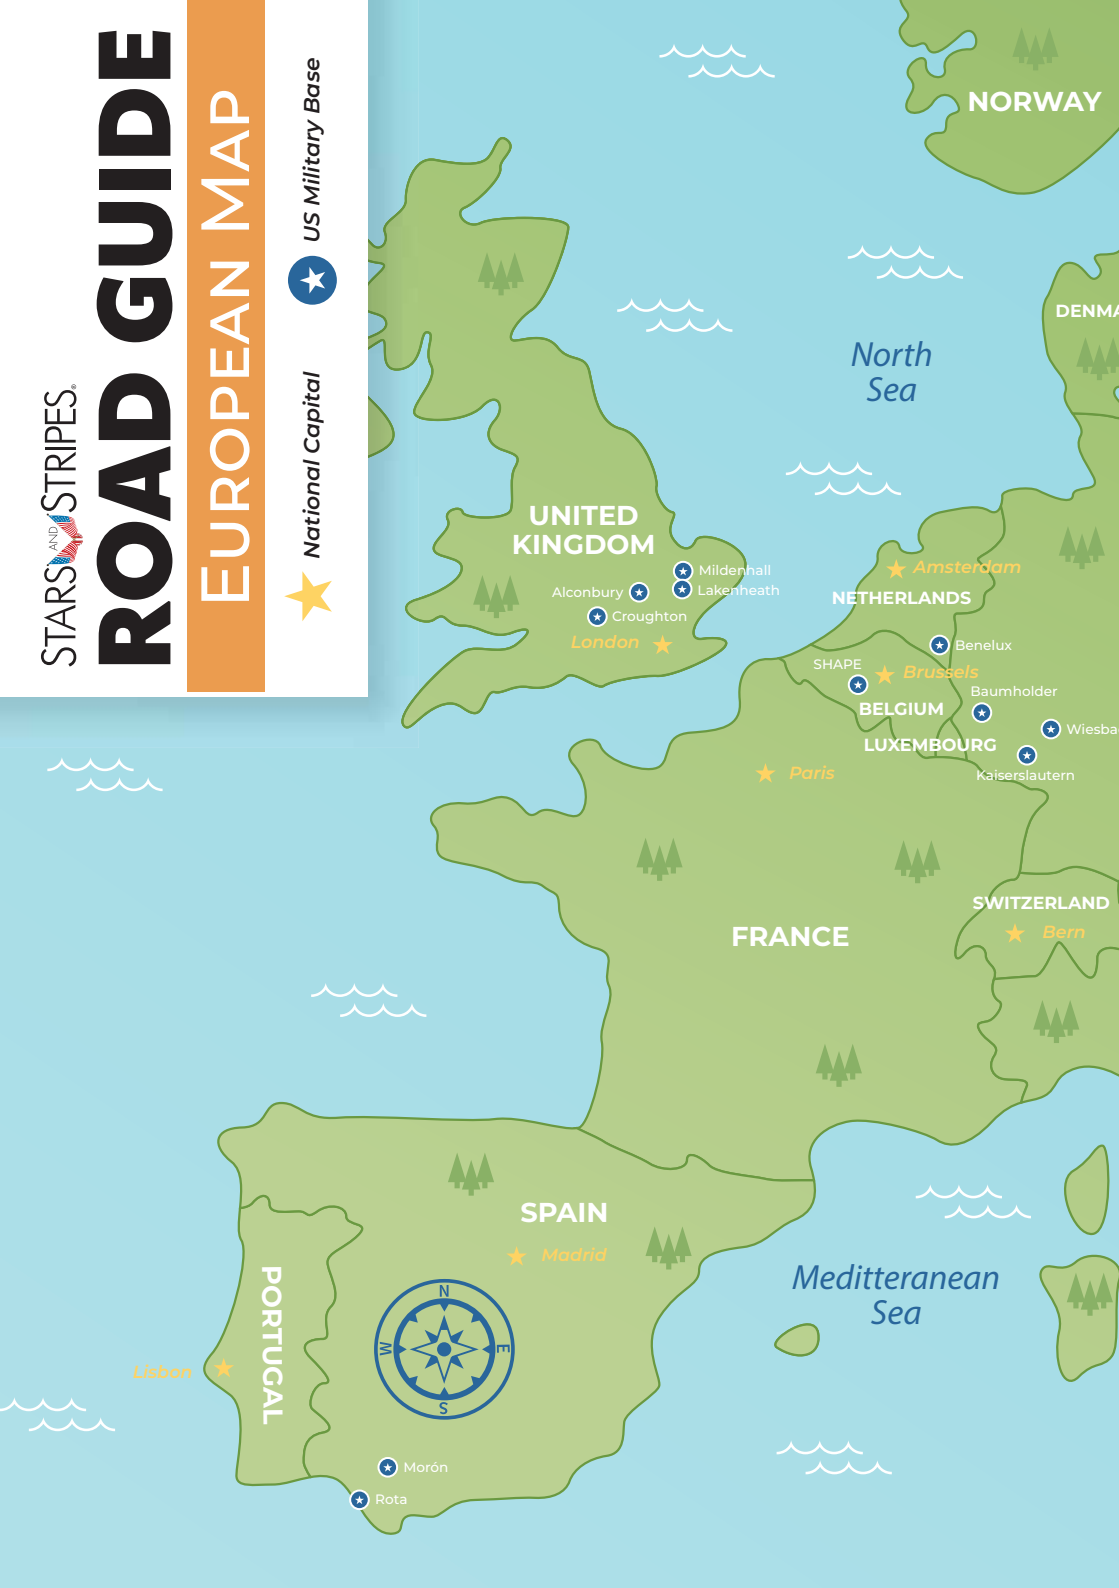 STARS AND STRIPES®
ROAD GUIDE
EUROPEAN MAP
National Capital
US Military Base
NORWAY
DENMA
North
Sea
UNITED
KINGDOM
Mildenhall
Lakenheath
Alconbury
Croughton
London
Amsterdam
NETHERLANDS
Benelux
SHAPE
Brussels
Baumholder
BELGIUM
Wiesba
LUXEMBOURG
Kaiserslautern
Paris
SWITZERLAND
Bern
FRANCE
SPAIN
Madrid
Meditteranean
Sea
PORTUGAL
Lisbon
N
E
S
W
Morón
Rota